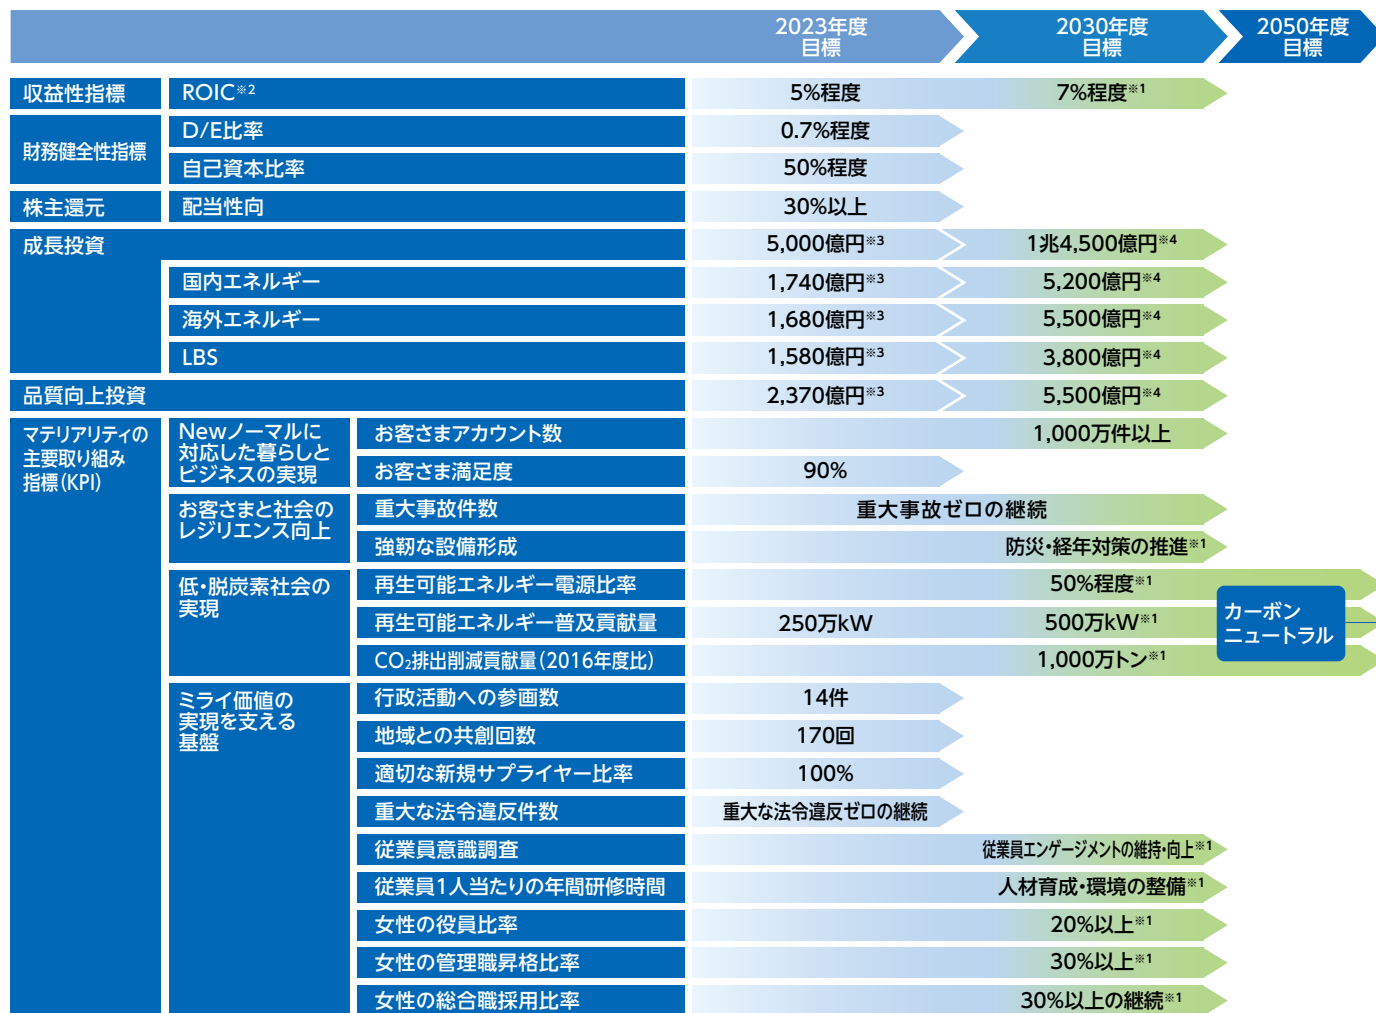 2023年度
目標
2030年度
目標
2050年度
目標
収益性指標
ROIC※2
5%程度
7%程度※1
財務健全性指標
D/E比率
0.7%程度
自己資本比率
50%程度
株主還元
配当性向
30%以上
成長投資
5,000億円※3
1兆4,500億円※4
国内エネルギー
1,740億円※3
5,200億円※4
海外エネルギー
1,680億円※3
5,500億円※4
LBS
1,580億円※3
3,800億円※4
品質向上投資
2,370億円※3
5,500億円※4
マテリアリティの
主要取り組み
指標(KPI)
Newノーマルに
対応した暮らしと
ビジネスの実現
お客さまアカウント数
1,000万件以上
お客さま満足度
90%
お客さまと社会の
レジリエンス向上
重大事故件数
重大事故ゼロの継続
強靭な設備形成
防災・経年対策の推進※1
低・脱炭素社会の
実現
再生可能エネルギー電源比率
50%程度※1
再生可能エネルギー普及貢献量
250万kW
500万kW※1
CO₂排出削減貢献量(2016年度比)
1,000万トン※1
カーボン
ニュートラル
ミライ価値の
実現を支える
基盤
行政活動への参画数
14件
地域との共創回数
170回
適切な新規サプライヤー比率
100%
重大な法令違反件数
重大な法令違反ゼロの継続
従業員意識調査
従業員エンゲージメントの維持・向上※1
従業員1人当たりの年間研修時間
人材育成・環境の整備※1
女性の役員比率
20%以上※1
女性の管理職昇格比率
30%以上※1
女性の総合職採用比率
30%以上の継続※1